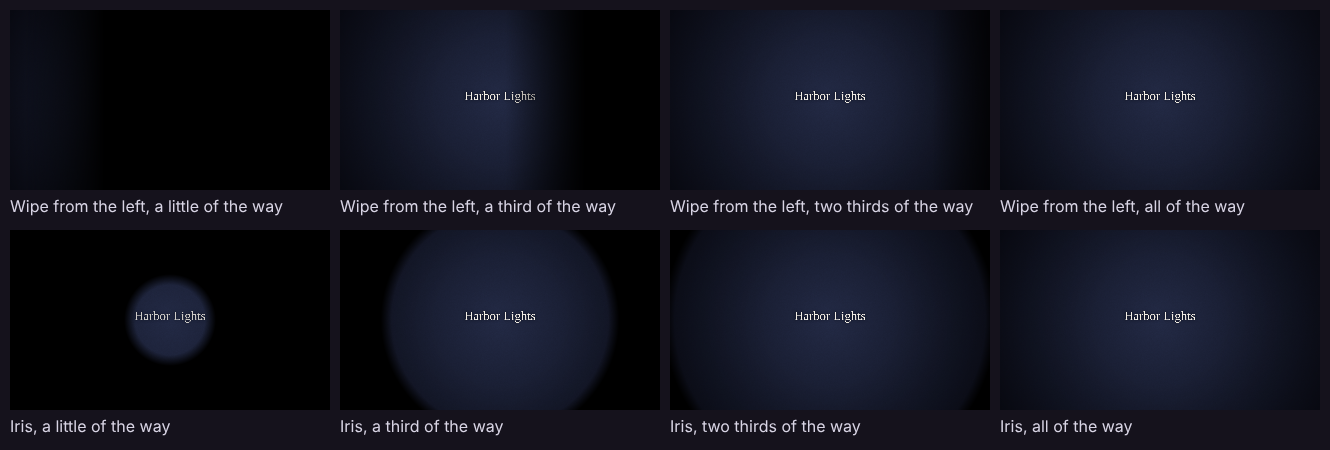 Harbor Lights
Harbor Lights
Harbor Lights
Wipe from the left, a little of the way
Wipe from the left, a third of the way
Wipe from the left, two thirds of the way
Wipe from the left, all of the way
Harbor Lights
Harbor Lights
Harbor Lights
Harbor Lights
Iris, a little of the way
Iris, a third of the way
Iris, two thirds of the way
Iris, all of the way